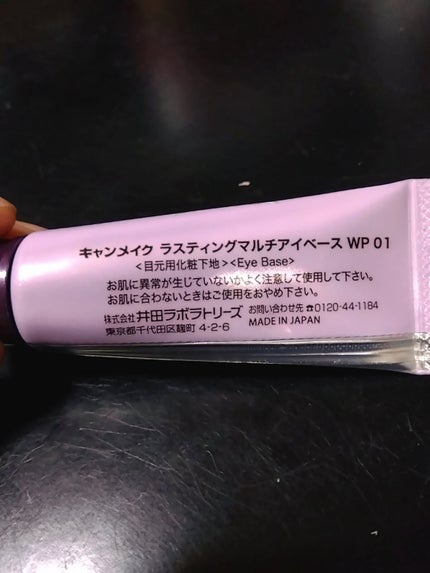 キャンメイク ラスティングマルチアイベース WP 01
<目元用化粧下地><Eye Base>
お肌に異常が生じていないかよく注意して使用して下さい。
お肌に合わないときはご使用をおやめ下さい。
株式会社 井田ラボラトリーズ お問い合わせ先 ☎0120-44-1184
東京都千代田区麹町 4-2-6 MADE IN JAPAN